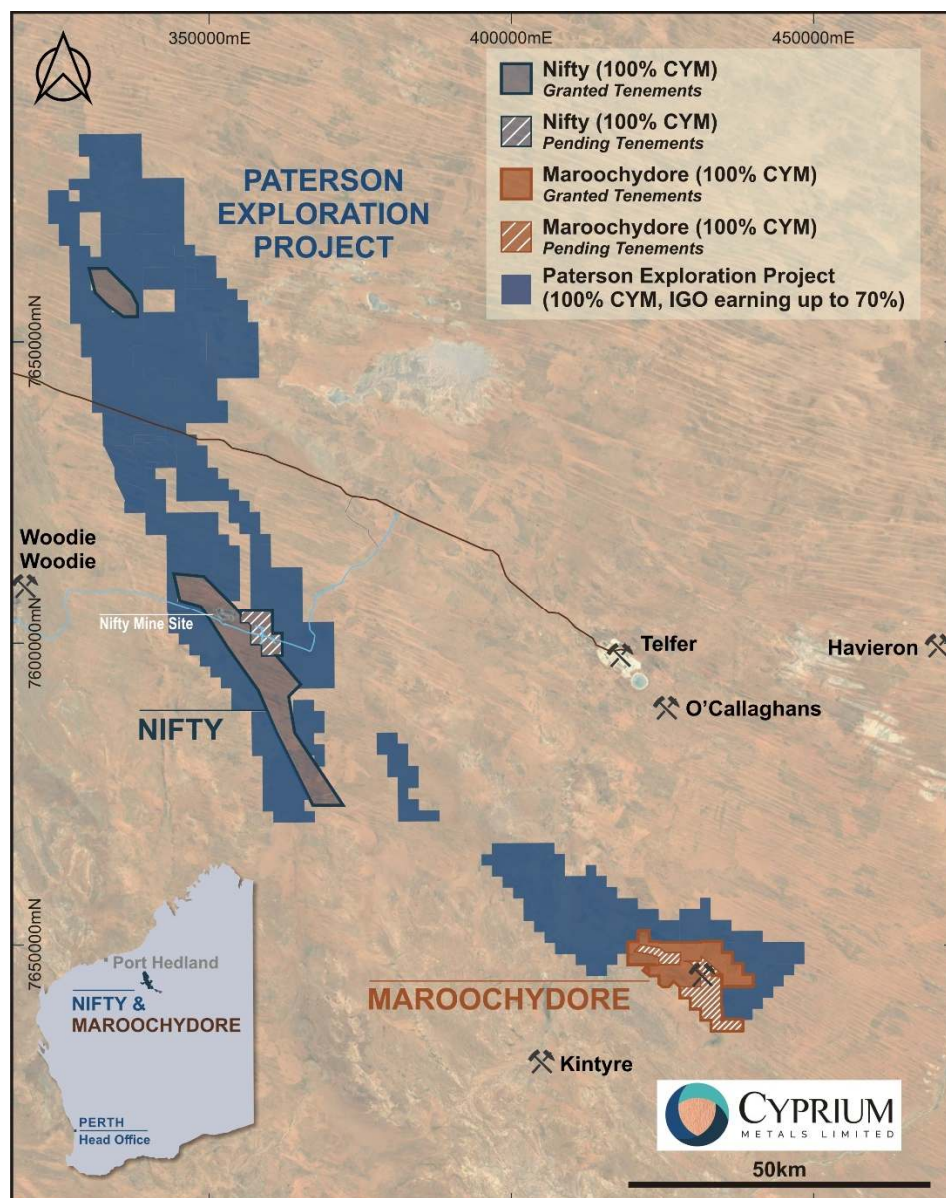 350000mE
400000mE
450000mE
Nifty (100% CYM)
Granted Tenements
Nifty (100% CYM)
Pending Tenements
Maroochydore (100% CYM)
Granted Tenements
Maroochydore (100% CYM)
Pending Tenements
Paterson Exploration Project
(100% CYM, IGO earning up to 70%)
PATERSON
EXPLORATION
PROJECT
7650000mN
Woodie
Woodie
Nifty Mine Site
7600000mN
Telfer
Havieron
O'Callaghans
NIFTY
7650000mN
Port Hedland
NIFTY &
MAROOCHYDORE
PERTH
Head Office
MAROOCHYDORE
Kintyre
CYPRIUM
METALS LIMITED
50km